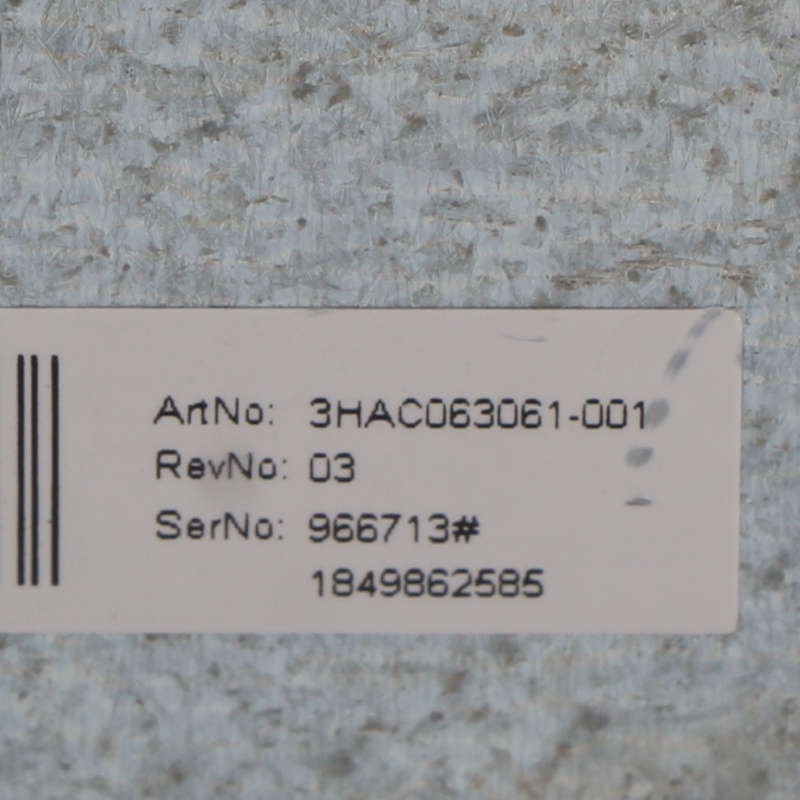 ArtNo: 3HAC063061-001
RevNo: 03
SerNo: 966713#
1849862585